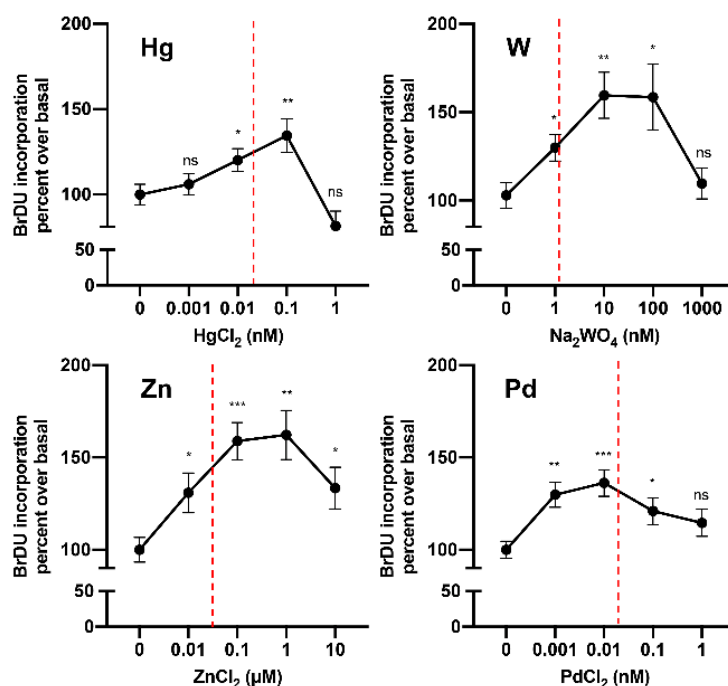 Hg
BrDU incorporation
percent over basal
200
150
100
50
0
ns
*
**
ns
0 0.001 0.01 0.1 1
HgCl₂ (nM)
W
BrDU incorporation
percent over basal
200
150
100
50
0
*
**
*
ns
0 1 10 100 1000
Na₂WO₄ (nM)
Zn
BrDU incorporation
percent over basal
200
150
100
50
0
*
***
**
*
0 0.01 0.1 1 10
ZnCl₂ (µM)
Pd
BrDU incorporation
percent over basal
200
150
100
50
0
**
***
*
ns
0 0.001 0.01 0.1 1
PdCl₂ (nM)